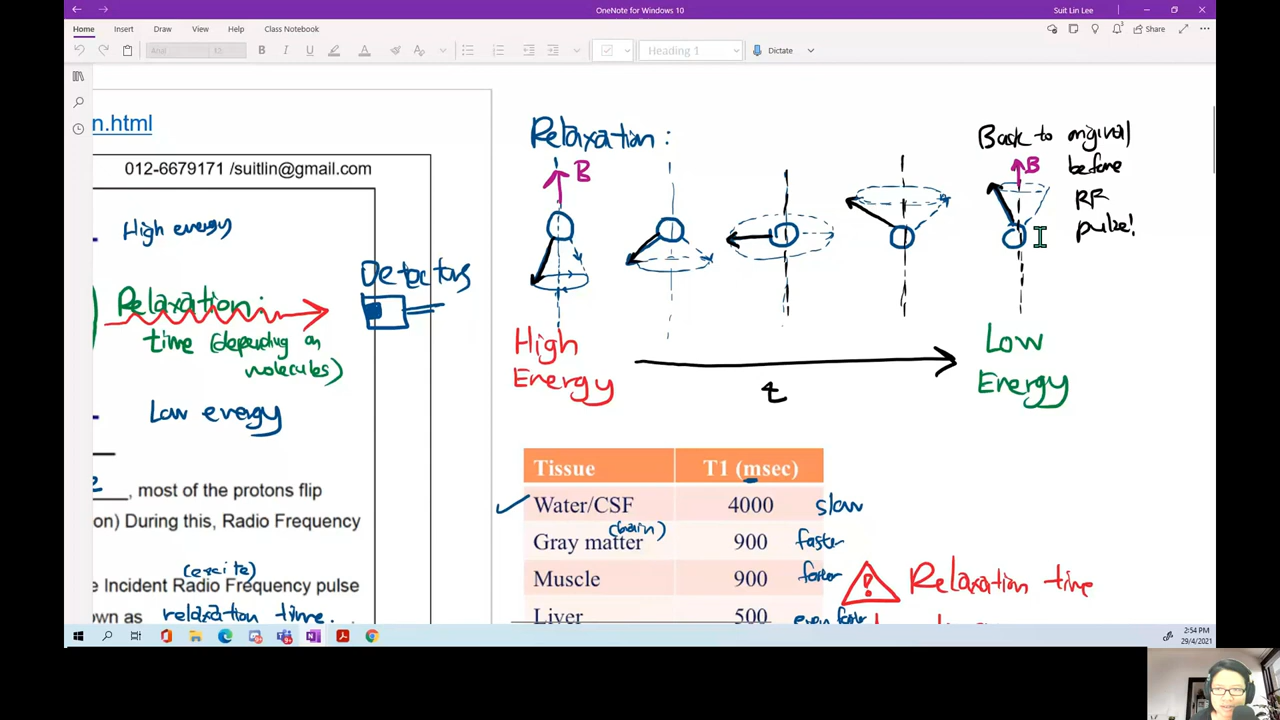 OneNote for Windows 10
Suit Lin Lee
Home Insert Draw View Help Class Notebook
Share
Arial
B I U A
Heading 1
Dictate
n.html
012-6679171 /suitlin@gmail.com
High energy
Detectors
Relaxation:
time (depending on
molecules)
Low energy
, most of the protons flip
on) During this, Radio Frequency
(excite)
e Incident Radio Frequency pulse
own as relaxation time.
Relaxation:
B
High
Energy
t
Back to original
B before
RF
pulse!
Low
Energy
Tissue T1 (msec)
Water/CSF 4000 slow
(brain)
Gray matter 900 faster
Muscle 900 faster
Liver 500 even faster
! Relaxation time
2:54 PM
29/4/2021